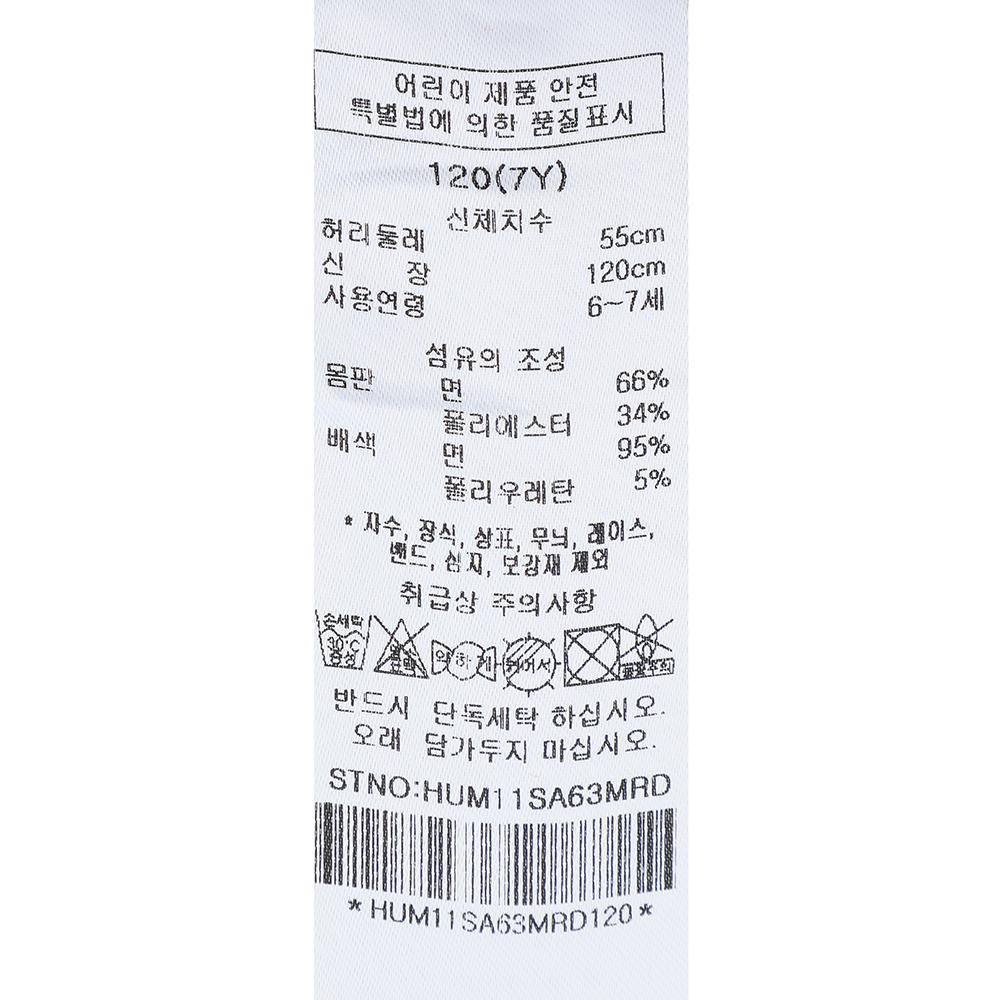 어린이 제품 안전
특별법에 의한 품질표시
120(7Y)
신체치수
허리둘레 55cm
신 장 120cm
사용연령 6~7세
섬유의 조성
몸판 면 66%
폴리에스터 34%
배색 면 95%
폴리우레탄 5%
* 자수, 장식, 상표, 무늬, 레이스,
밴드, 심지, 보강재 제외
취급상 주의사항
손세탁
30°C
중성
약하게
반드시 단독세탁 하십시오.
오래 담가두지 마십시오.
STNO:HUM11SA63MRD
*HUM11SA63MRD120*